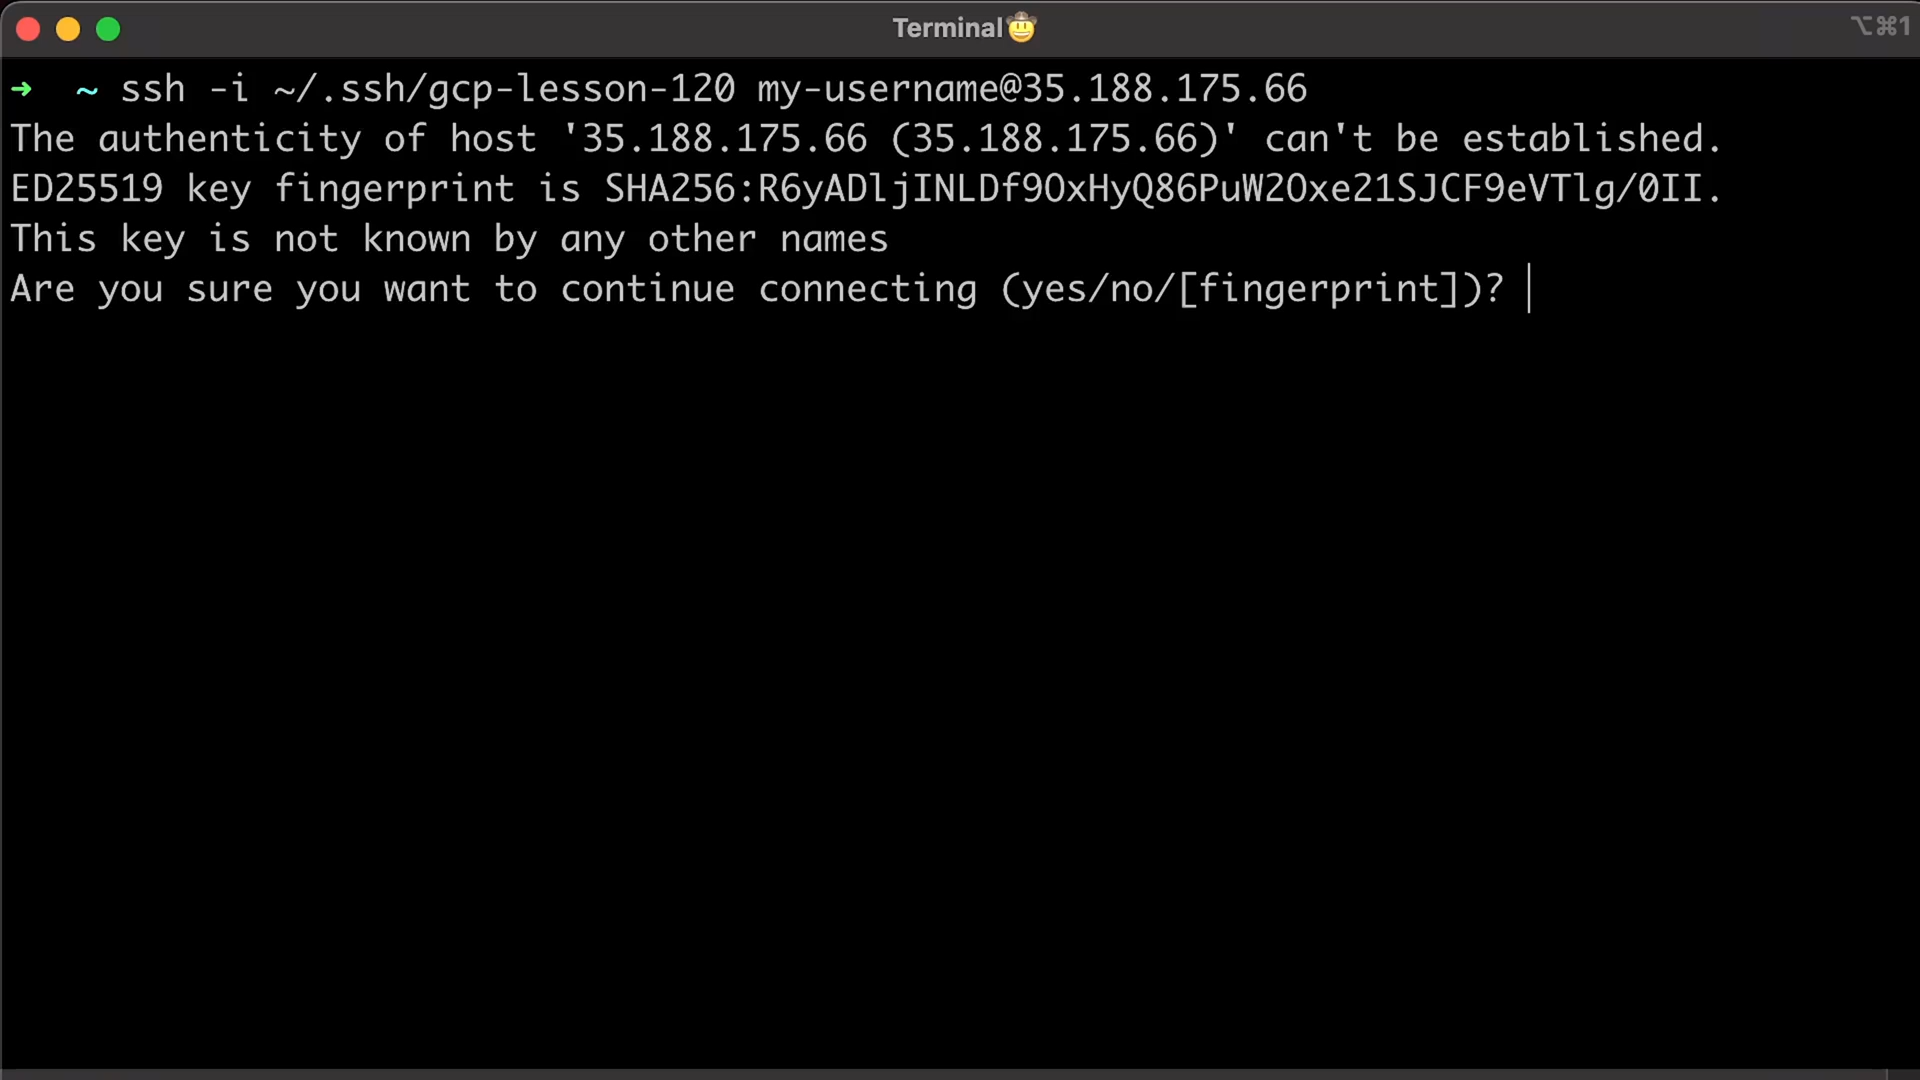 Terminal🤠
⌥⌘1
➜ ~ ssh -i ~/.ssh/gcp-lesson-120 my-username@35.188.175.66
The authenticity of host '35.188.175.66 (35.188.175.66)' can't be established.
ED25519 key fingerprint is SHA256:R6yADljINLDf9OxHyQ86PuW2Oxe21SJCF9eVTlg/0II.
This key is not known by any other names
Are you sure you want to continue connecting (yes/no/[fingerprint])?